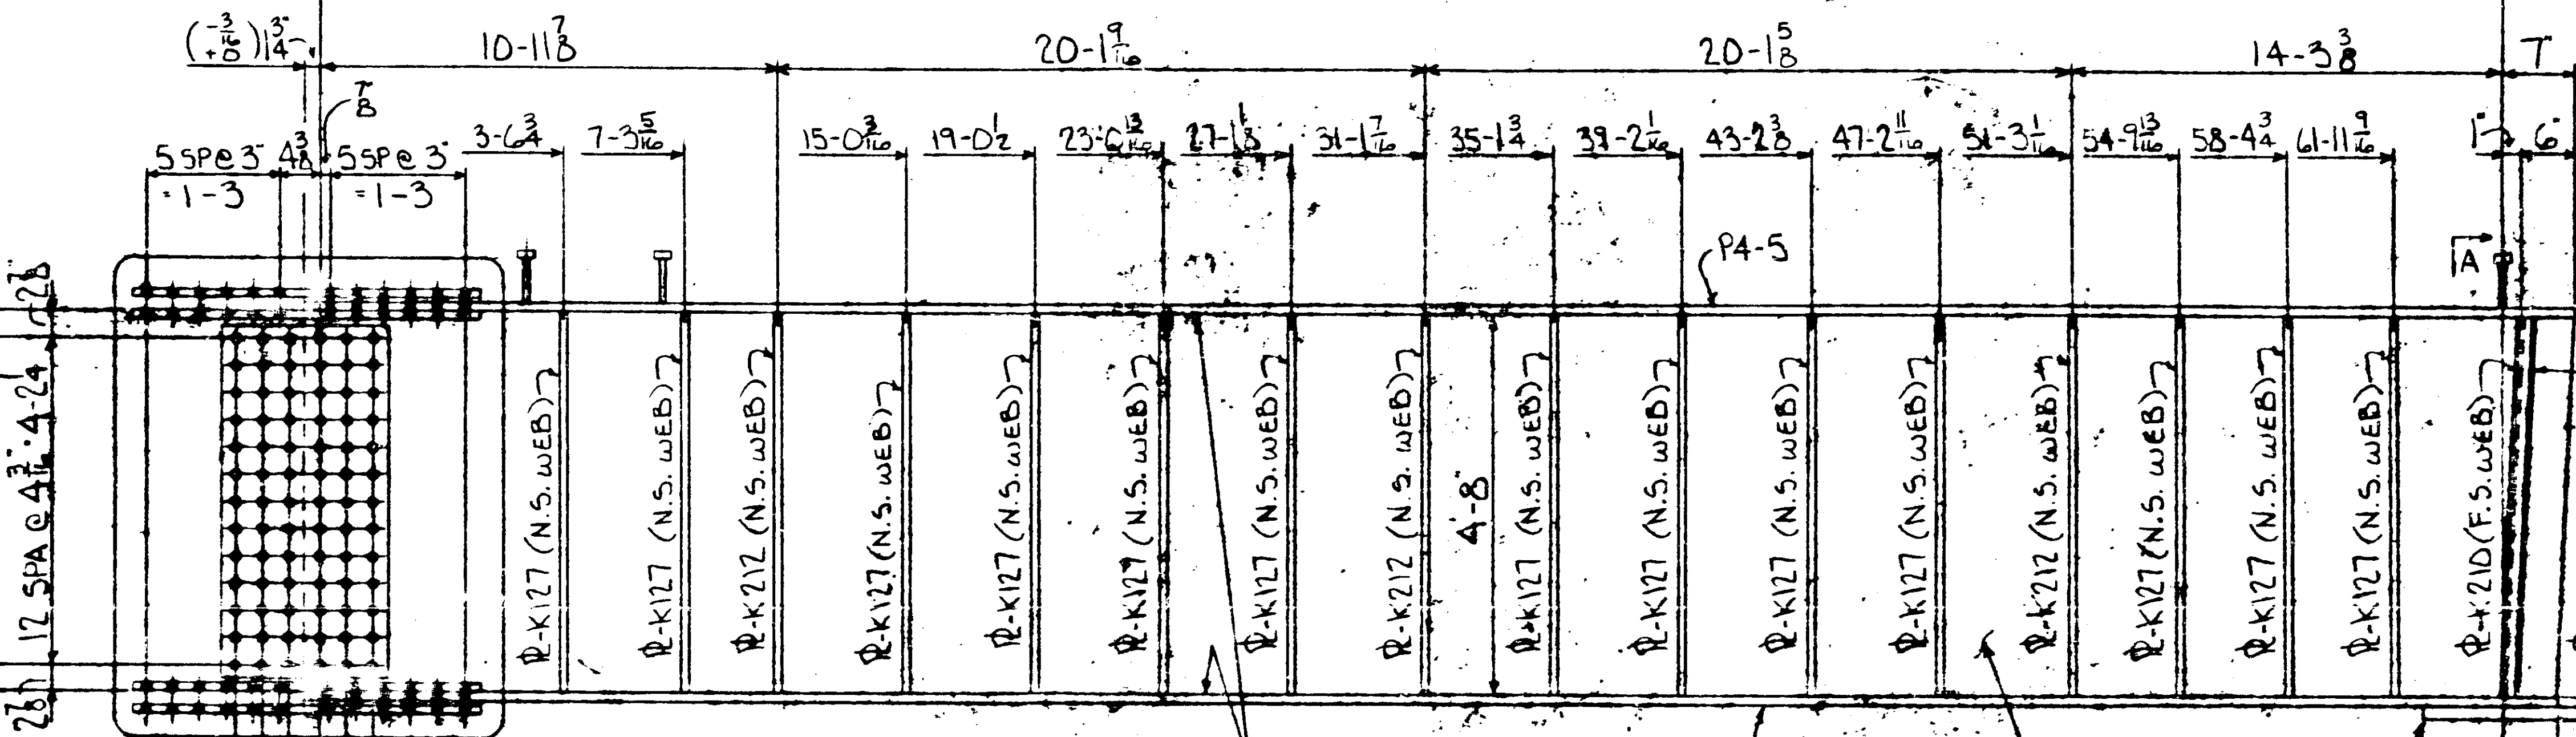 (-3/16 +0) 1 3/4"
10-11 7/8
20-1 9/16
20-1 5/8
14-3 3/8
7"
7/8
5 SP @ 3"
= 1-3
4 3/8
5 SP @ 3"
= 1-3
3-6 3/4
7-3 5/16
15-0 3/16
19-0 1/2
23-0 13/16
27-1 1/8
31-1 7/16
35-1 3/4
39-2 1/16
43-2 3/8
47-2 11/16
51-3 1/16
54-9 13/16
58-4 3/4
61-11 9/16
1"
6"
P4-5
A
2 7/8"
12 SPA @ 4 3/16" = 4-2 1/4
2 7/8"
4'-8"
PL-K127 (N.S. WEB)
PL-K127 (N.S. WEB)
PL-K212 (N.S. WEB)
PL-K127 (N.S. WEB)
PL-K127 (N.S. WEB)
PL-K127 (N.S. WEB)
PL-K127 (N.S. WEB)
PL-K212 (N.S. WEB)
PL-K127 (N.S. WEB)
PL-K127 (N.S. WEB)
PL-K127 (N.S. WEB)
PL-K127 (N.S. WEB)
PL-K212 (N.S. WEB)
PL-K127 (N.S. WEB)
PL-K127 (N.S. WEB)
PL-K127 (N.S. WEB)
PL-K210 (F.S. WEB)